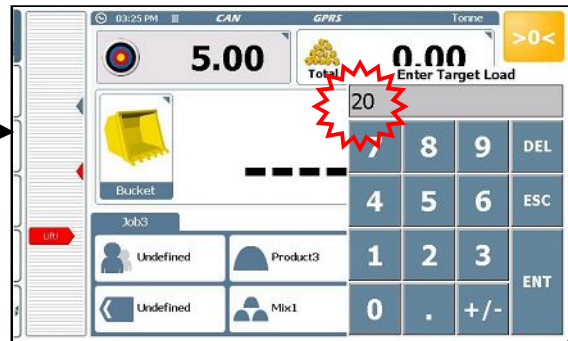 03:25 PM CAN GPRS Tonne
5.00
Total
0.00
>0<
Enter Target Load
20
7 8 9 DEL
Bucket
----
4 5 6 ESC
Job3
Lift!
Undefined Product3
1 2 3
ENT
Undefined Mix1
0 . +/-